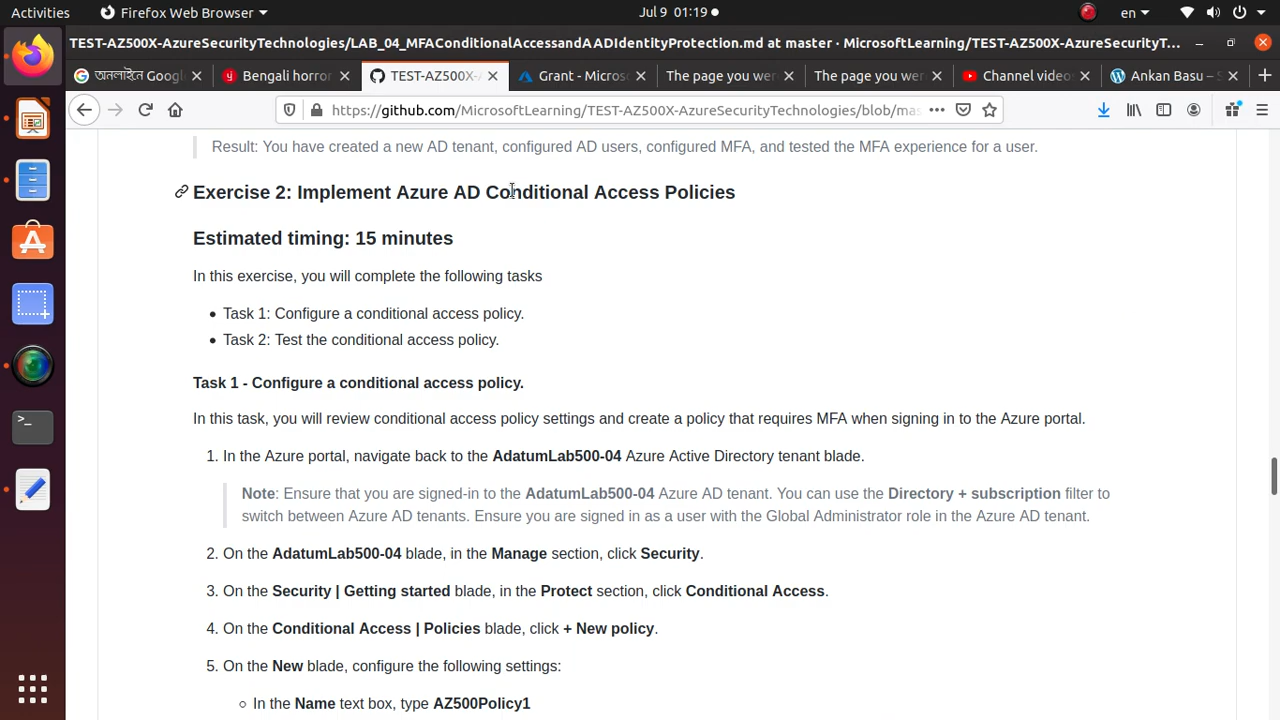 Activities
Firefox Web Browser
Jul 9 01:19
en
TEST-AZ500X-AzureSecurityTechnologies/LAB_04_MFAConditionalAccessandAADIdentityProtection.md at master · MicrosoftLearning/TEST-AZ500X-AzureSecurityT...
অনলাইন Googl
Bengali horror
TEST-AZ500X-A
Grant - Microso
The page you were
The page you were
Channel videos
Ankan Basu – S
https://github.com/MicrosoftLearning/TEST-AZ500X-AzureSecurityTechnologies/blob/mas
Result: You have created a new AD tenant, configured AD users, configured MFA, and tested the MFA experience for a user.
Exercise 2: Implement Azure AD Conditional Access Policies
Estimated timing: 15 minutes
In this exercise, you will complete the following tasks
• Task 1: Configure a conditional access policy.
• Task 2: Test the conditional access policy.
Task 1 - Configure a conditional access policy.
In this task, you will review conditional access policy settings and create a policy that requires MFA when signing in to the Azure portal.
1. In the Azure portal, navigate back to the AdatumLab500-04 Azure Active Directory tenant blade.
Note: Ensure that you are signed-in to the AdatumLab500-04 Azure AD tenant. You can use the Directory + subscription filter to
switch between Azure AD tenants. Ensure you are signed in as a user with the Global Administrator role in the Azure AD tenant.
2. On the AdatumLab500-04 blade, in the Manage section, click Security.
3. On the Security | Getting started blade, in the Protect section, click Conditional Access.
4. On the Conditional Access | Policies blade, click + New policy.
5. On the New blade, configure the following settings:
○ In the Name text box, type AZ500Policy1